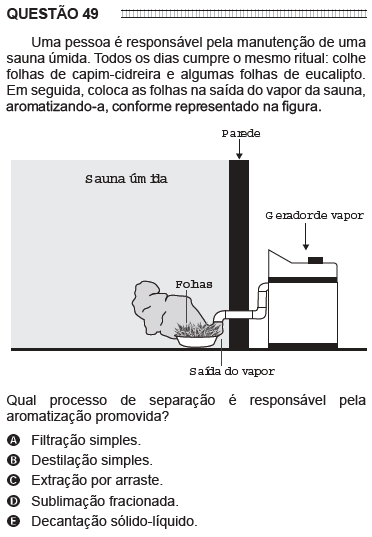 QUESTÃO 49
Uma pessoa é responsável pela manutenção de uma
sauna úmida. Todos os dias cumpre o mesmo ritual: colhe
folhas de capim-cidreira e algumas folhas de eucalipto.
Em seguida, coloca as folhas na saída do vapor da sauna,
aromatizando-a, conforme representado na figura.
Parede
Sauna úmida
Gerador de vapor
Folhas
Saída do vapor
Qual processo de separação é responsável pela
aromatização promovida?
A Filtração simples.
B Destilação simples.
C Extração por arraste.
D Sublimação fracionada.
E Decantação sólido-líquido.